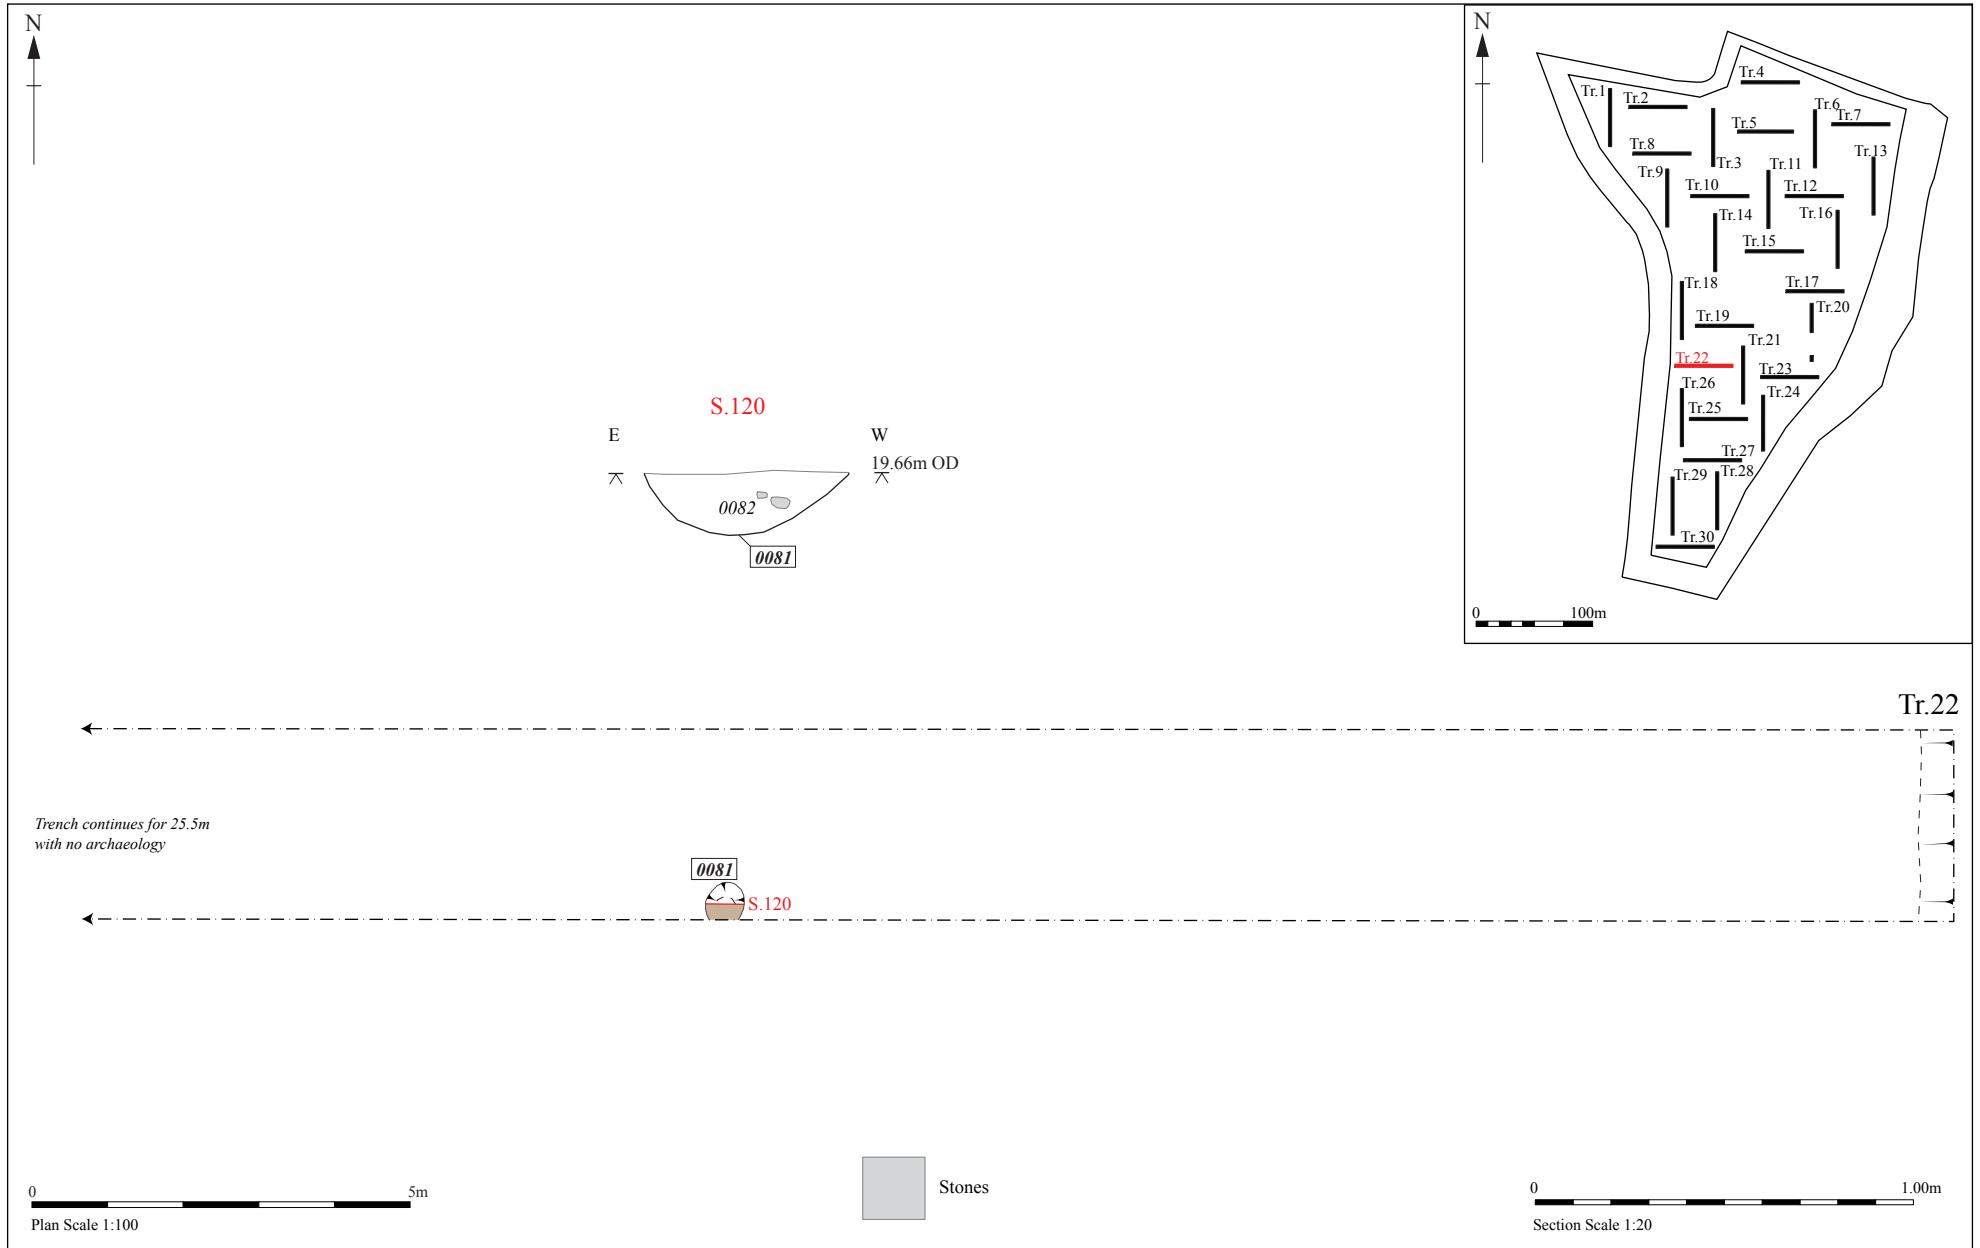 N
N
Tr.4
Tr.1
Tr.2
Tr.6
Tr.7
Tr.5
Tr.8
Tr.3
Tr.11
Tr.13
Tr.9
Tr.10
Tr.12
Tr.14
Tr.16
Tr.15
Tr.18
Tr.17
Tr.20
Tr.19
Tr.21
Tr.22
Tr.23
Tr.26
Tr.24
Tr.25
Tr.27
Tr.29
Tr.28
Tr.30
0 100m
S.120
E W
19.66m OD
0082
0081
Tr.22
Trench continues for 25.5m
with no archaeology
0081
S.120
0 5m
Plan Scale 1:100
Stones
0 1.00m
Section Scale 1:20